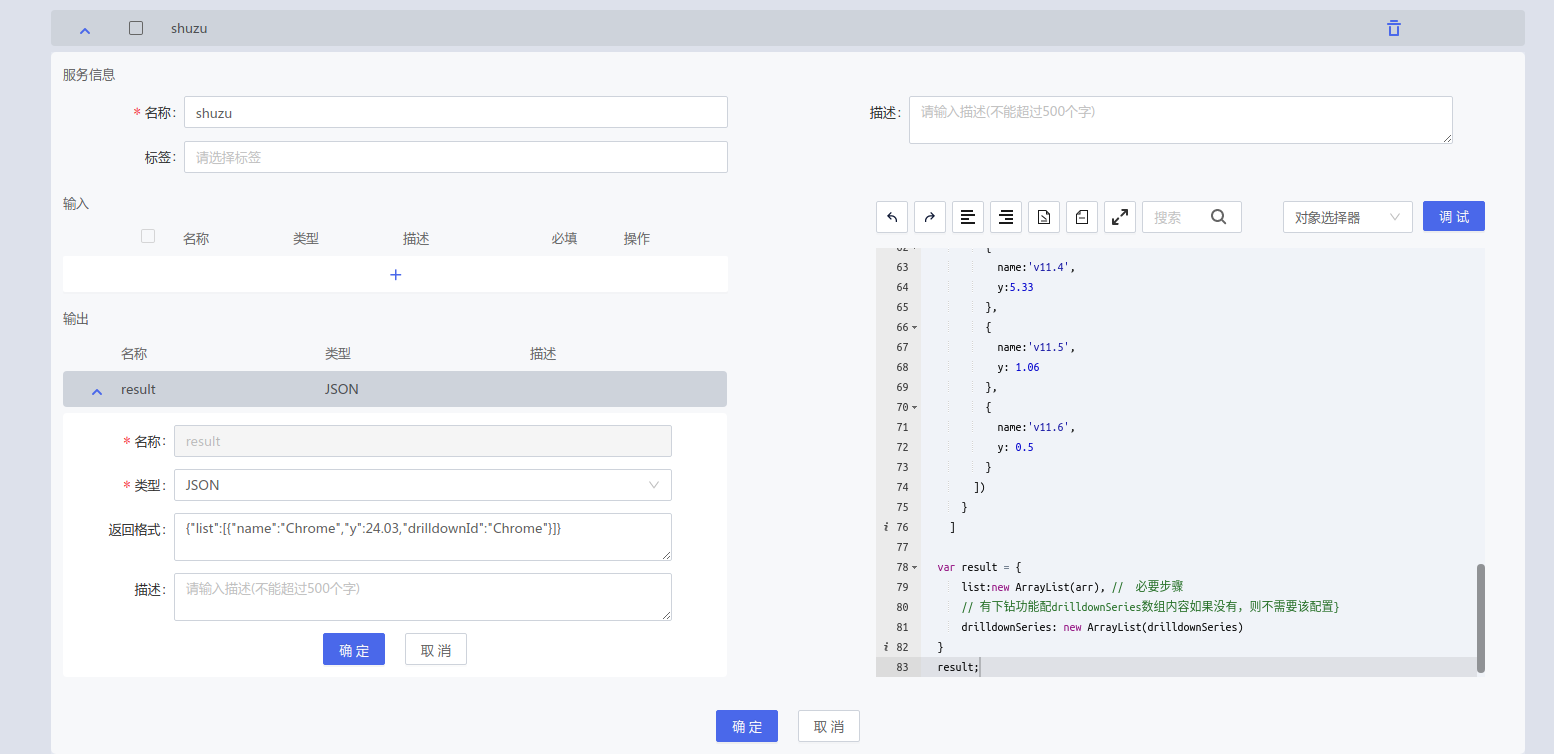 shuzu
服务信息
* 名称：
shuzu
标签：
请选择标签
描述：
请输入描述(不能超过500个字)
输入
名称 类型 描述 必填 操作
+
输出
名称 类型 描述
result JSON
* 名称：
result
* 类型：
JSON
返回格式：
{"list":[{"name":"Chrome","y":24.03,"drilldownId":"Chrome"}]}
描述：
请输入描述(不能超过500个字)
确 定 取 消
搜索
对象选择器
调 试
62 {
63 name:'v11.4',
64 y:5.33
65 },
66 {
67 name:'v11.5',
68 y: 1.06
69 },
70 {
71 name:'v11.6',
72 y: 0.5
73 }
74 ])
75 }
i 76 ]
77
78 var result = {
79 list:new ArrayList(arr), // 必要步骤
80 // 有下钻功能配drilldownSeries数组内容如果没有，则不需要该配置}
81 drilldownSeries: new ArrayList(drilldownSeries)
i 82 }
83 result;
确 定 取 消